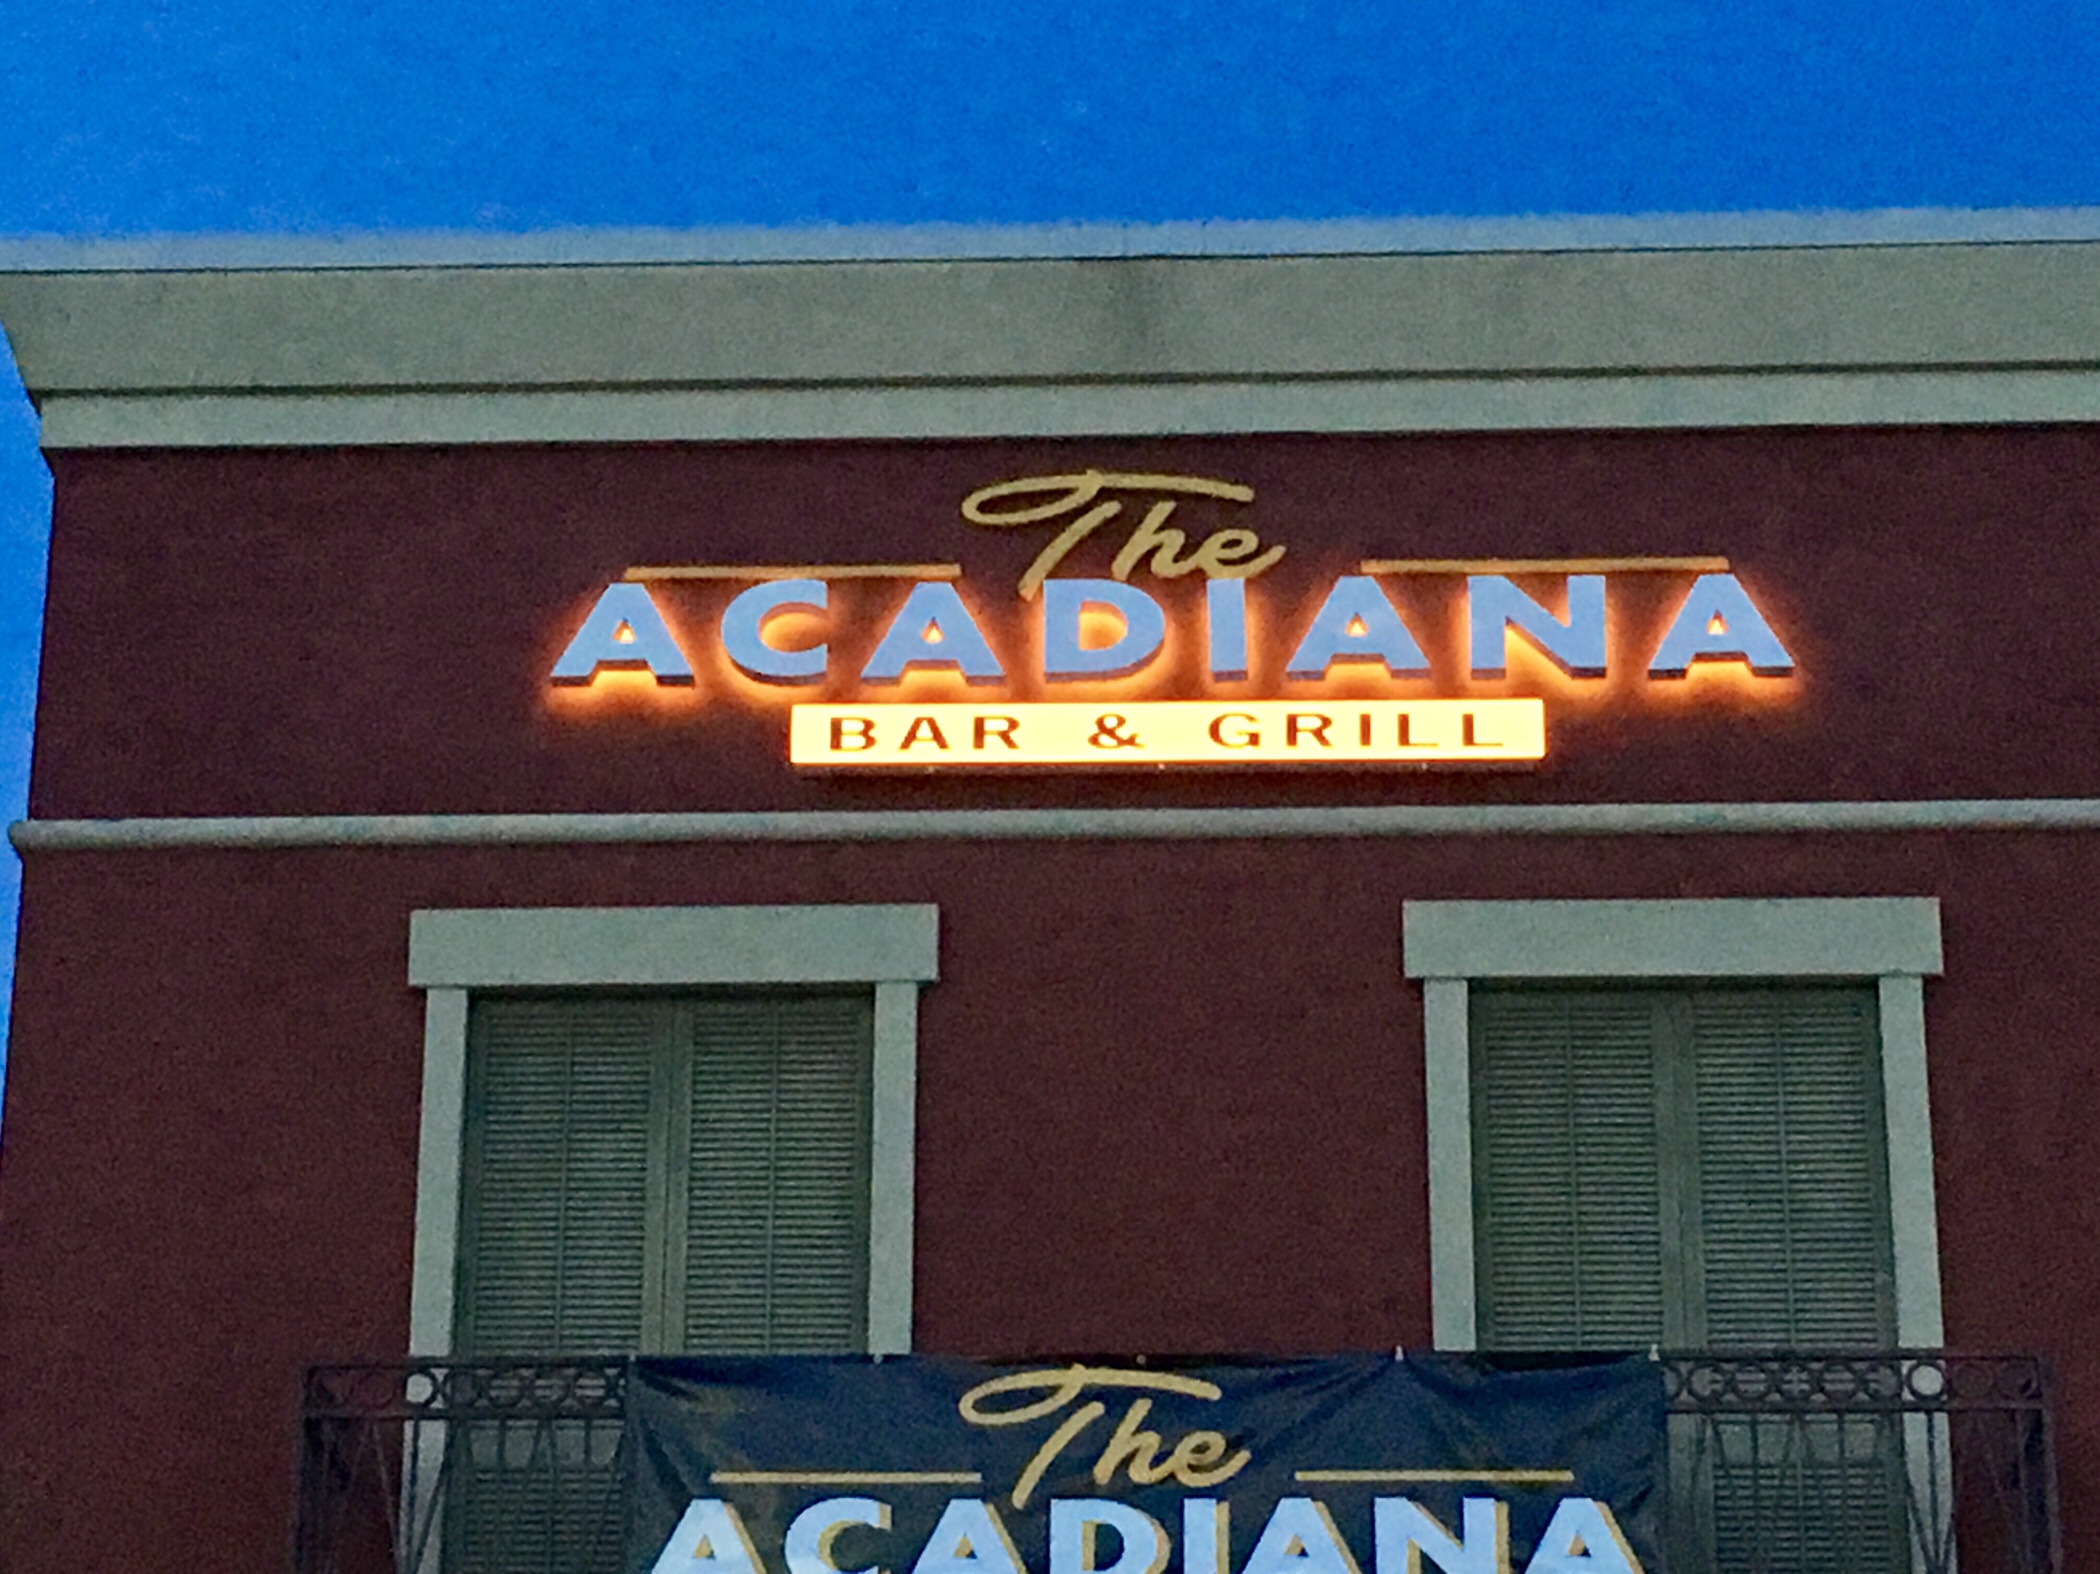 The
ACADIANA
BAR & GRILL
The
ACADIANA